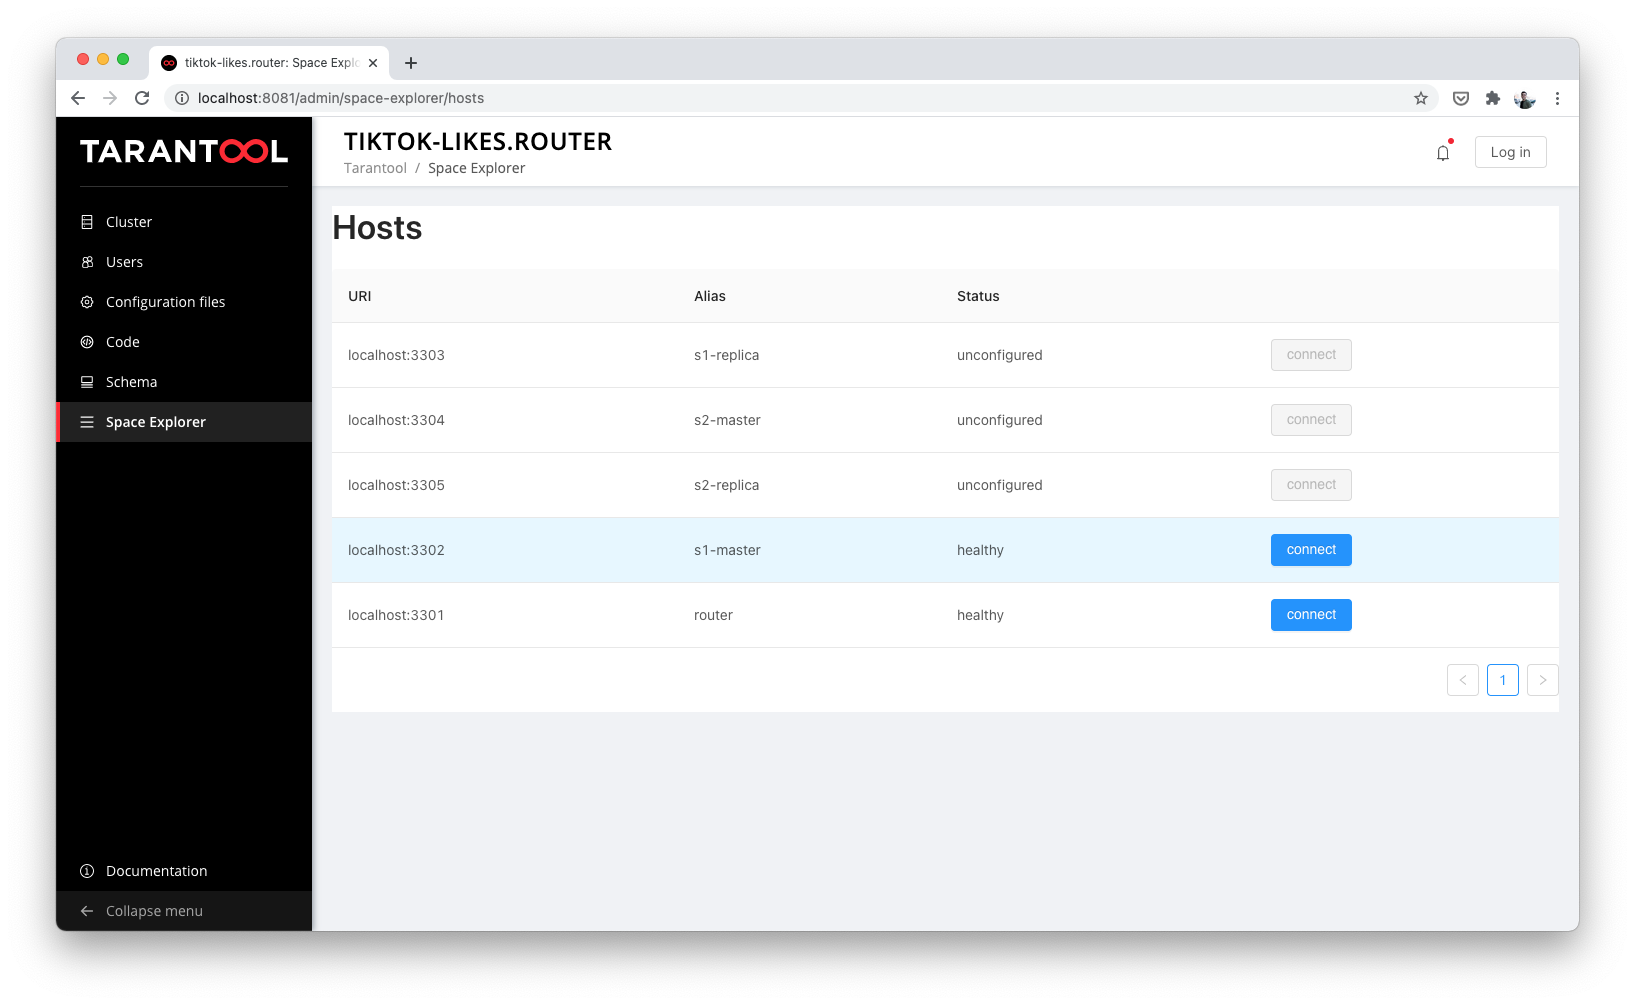 tiktok-likes.router: Space Explo
localhost:8081/admin/space-explorer/hosts
TARANTOOL
TIKTOK-LIKES.ROUTER
Tarantool / Space Explorer
Log in
Cluster
Users
Configuration files
Code
Schema
Space Explorer
Documentation
Collapse menu
Hosts
URI Alias Status
localhost:3303 s1-replica unconfigured connect
localhost:3304 s2-master unconfigured connect
localhost:3305 s2-replica unconfigured connect
localhost:3302 s1-master healthy connect
localhost:3301 router healthy connect
< 1 >